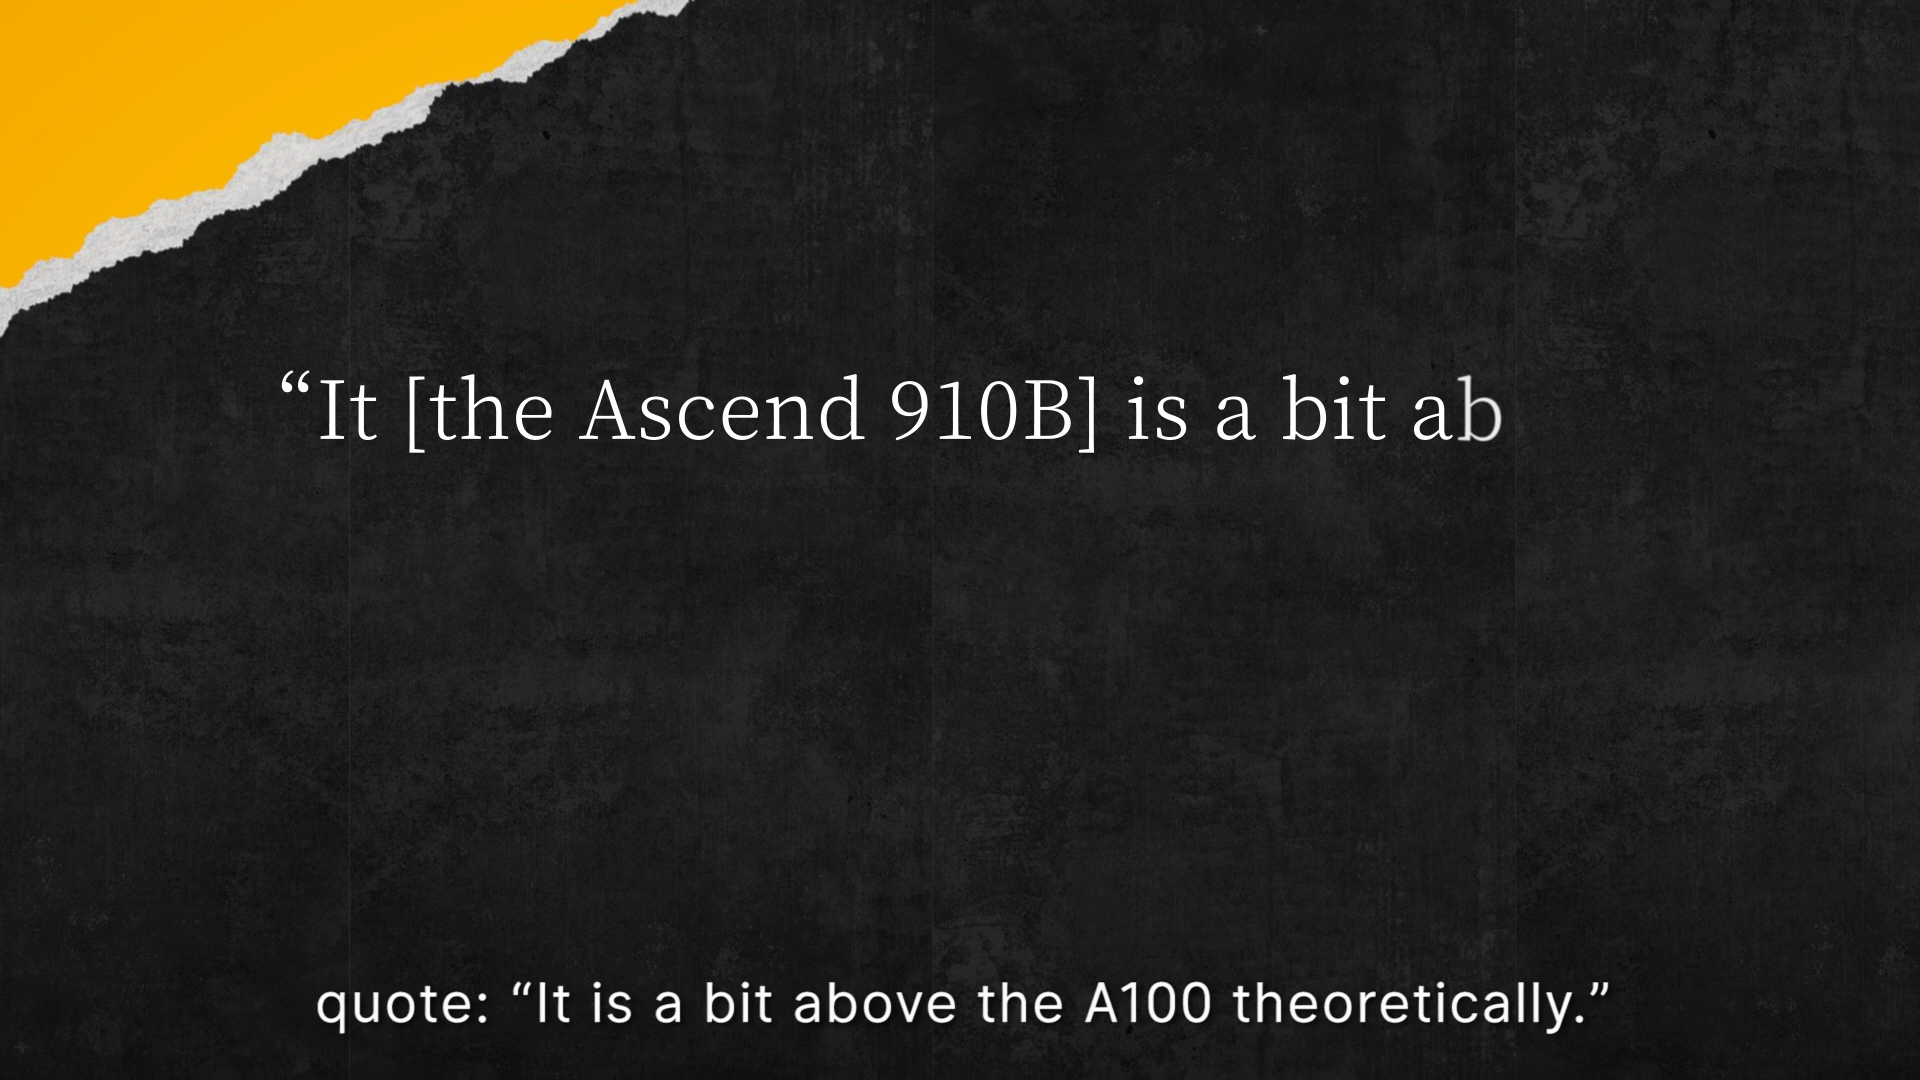 “It [the Ascend 910B] is a bit ab
quote: “It is a bit above the A100 theoretically.”